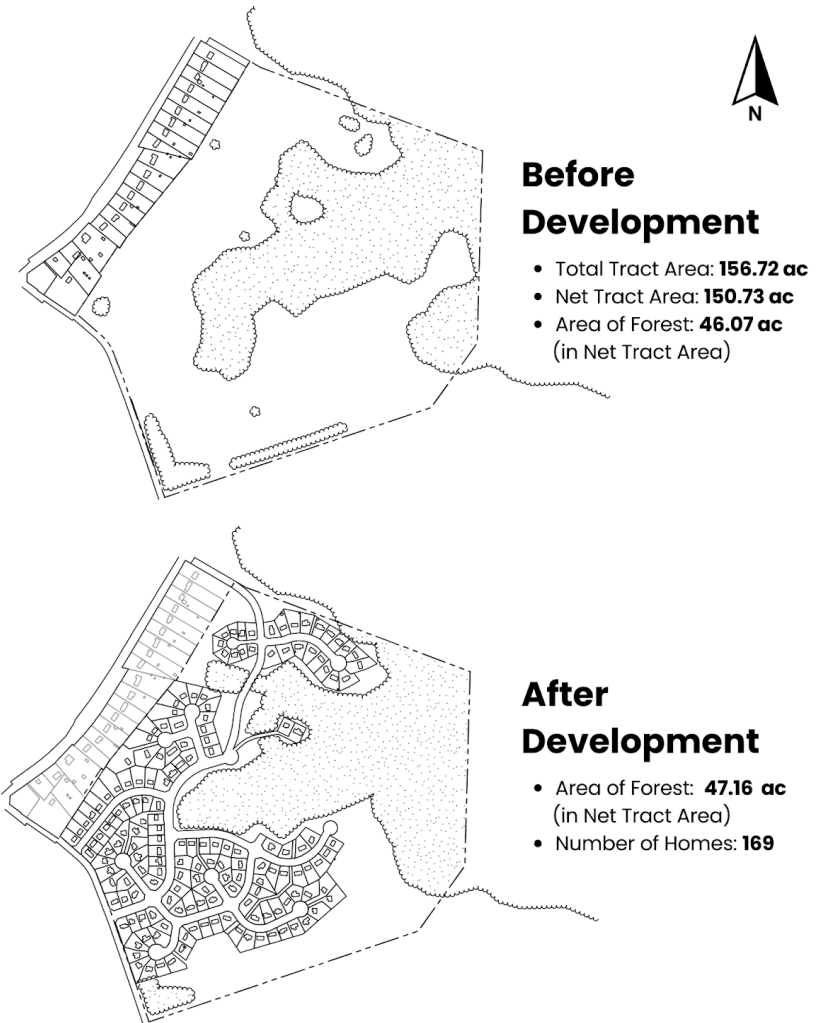 N
Before
Development
• Total Tract Area: 156.72 ac
• Net Tract Area: 150.73 ac
• Area of Forest: 46.07 ac
(in Net Tract Area)
After
Development
• Area of Forest: 47.16 ac
(in Net Tract Area)
• Number of Homes: 169